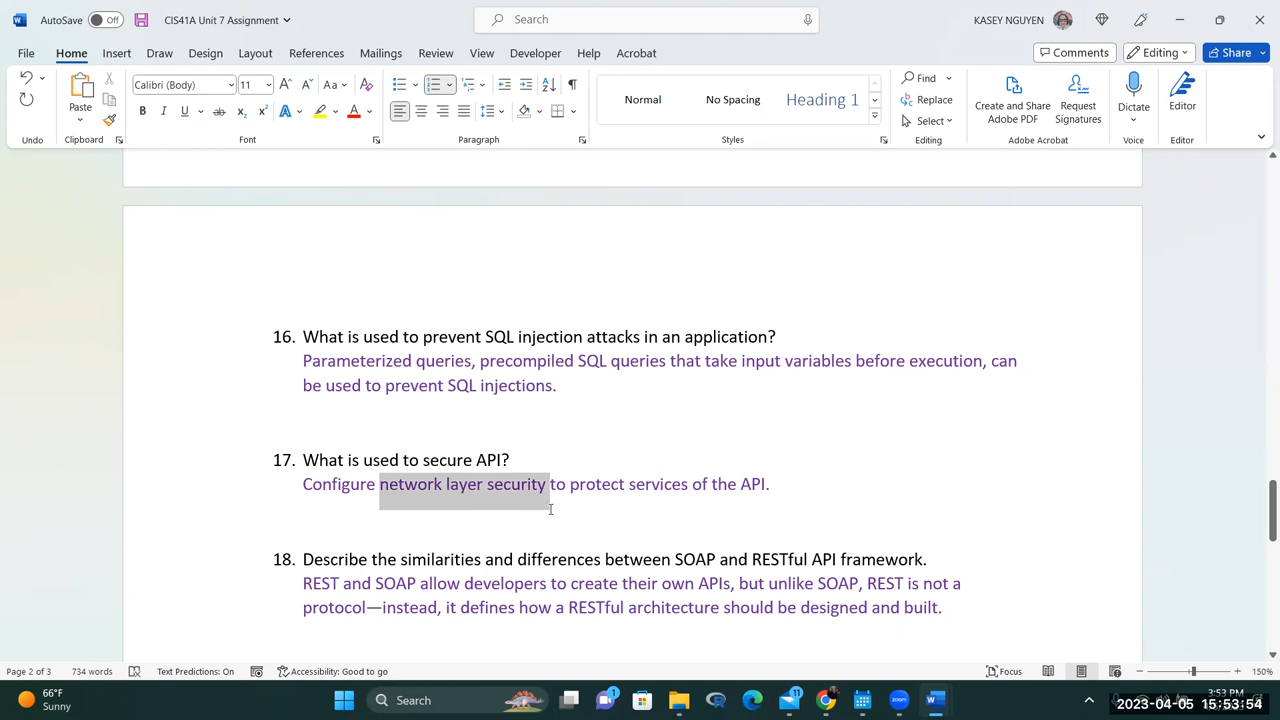 AutoSave Off CIS41A Unit 7 Assignment Search KASEY NGUYEN
File Home Insert Draw Design Layout References Mailings Review View Developer Help Acrobat Comments Editing Share
Calibri (Body) 11 Aa Normal No Spacing Heading 1 Find
Paste Replace Create and Share Request Dictate Editor
B I U ab x₂ x² A A Select Adobe PDF Signatures
Undo Clipboard Font Paragraph Styles Editing Adobe Acrobat Voice Editor
16. What is used to prevent SQL injection attacks in an application?
Parameterized queries, precompiled SQL queries that take input variables before execution, can
be used to prevent SQL injections.
17. What is used to secure API?
Configure network layer security to protect services of the API.
18. Describe the similarities and differences between SOAP and RESTful API framework.
REST and SOAP allow developers to create their own APIs, but unlike SOAP, REST is not a
protocol—instead, it defines how a RESTful architecture should be designed and built.
Page 2 of 3 734 words Text Predictions: On Accessibility: Good to go Focus 150%
66°F
Sunny
Search
1
11
zoom
3:53 PM
2023-04-05 15:53:54